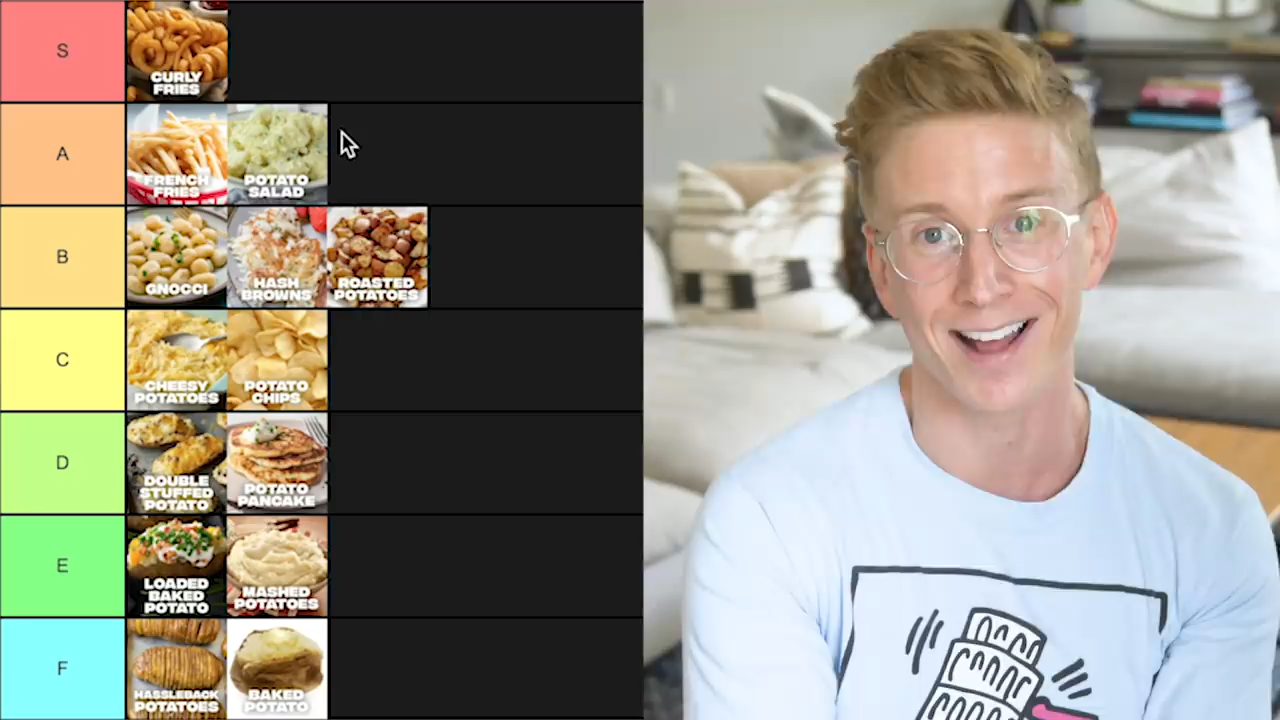 S
CURLY
FRIES
A
FRENCH
FRIES
POTATO
SALAD
B
GNOCCI
HASH
BROWNS
ROASTED
POTATOES
C
CHEESY
POTATOES
POTATO
CHIPS
D
DOUBLE
STUFFED
POTATO
POTATO
PANCAKE
E
LOADED
BAKED
POTATO
MASHED
POTATOES
F
HASSLEBACK
POTATOES
BAKED
POTATO